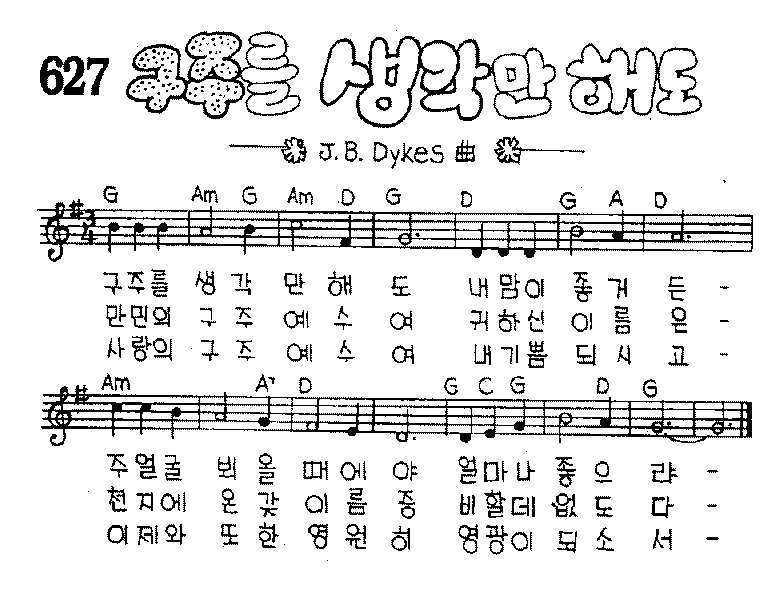 627 구주를 생각만 해도
J. B. Dykes 曲
G Am G Am D G D G A D
3
4
구주를 생 각 만 해 도 내맘이 좋 거 든 -
만민의 구 주 예 수 여 귀하신 이 름 은 -
사랑의 구 주 예 수 여 내기쁨 되 시 고 -
Am A7 D G C G D G
주얼굴 뵈 올 때 에 야 얼마나 좋 으 랴 -
천지에 온 갖 이 름 중 비할데 없 도 다 -
이제와 또 한 영 원 히 영광이 되 소 서 -